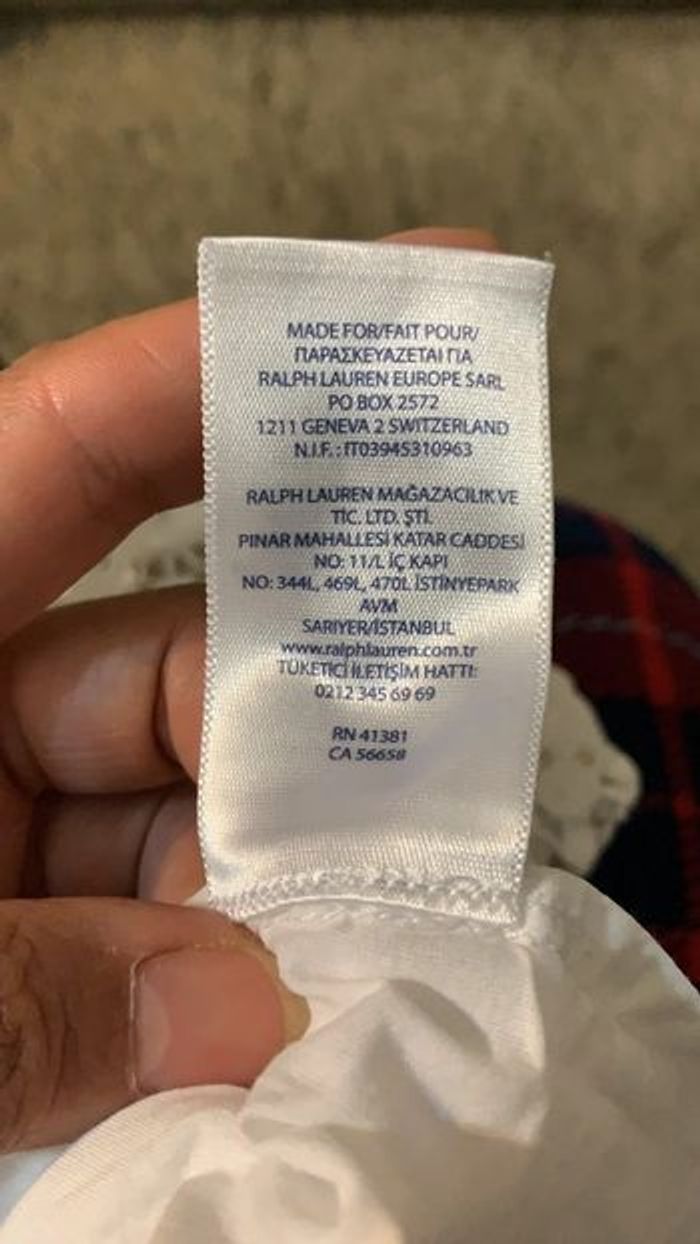 MADE FOR/FAIT POUR/
ΠΑΡΑΣΚΕΥΑΖΕΤΑΙ ΓΙΑ
RALPH LAUREN EUROPE SARL
PO BOX 2572
1211 GENEVA 2 SWITZERLAND
N.I.F. : IT03945310963
RALPH LAUREN MAĞAZACILIK VE
TİC. LTD. ŞTİ.
PINAR MAHALLESİ KATAR CADDESİ
NO: 11/L İÇ KAPI
NO: 344L, 469L, 470L İSTİNYEPARK
AVM
SARIYER/İSTANBUL
www.ralphlauren.com.tr
TÜKETİCİ İLETİŞİM HATTI:
0212 345 69 69
RN 41381
CA 56658